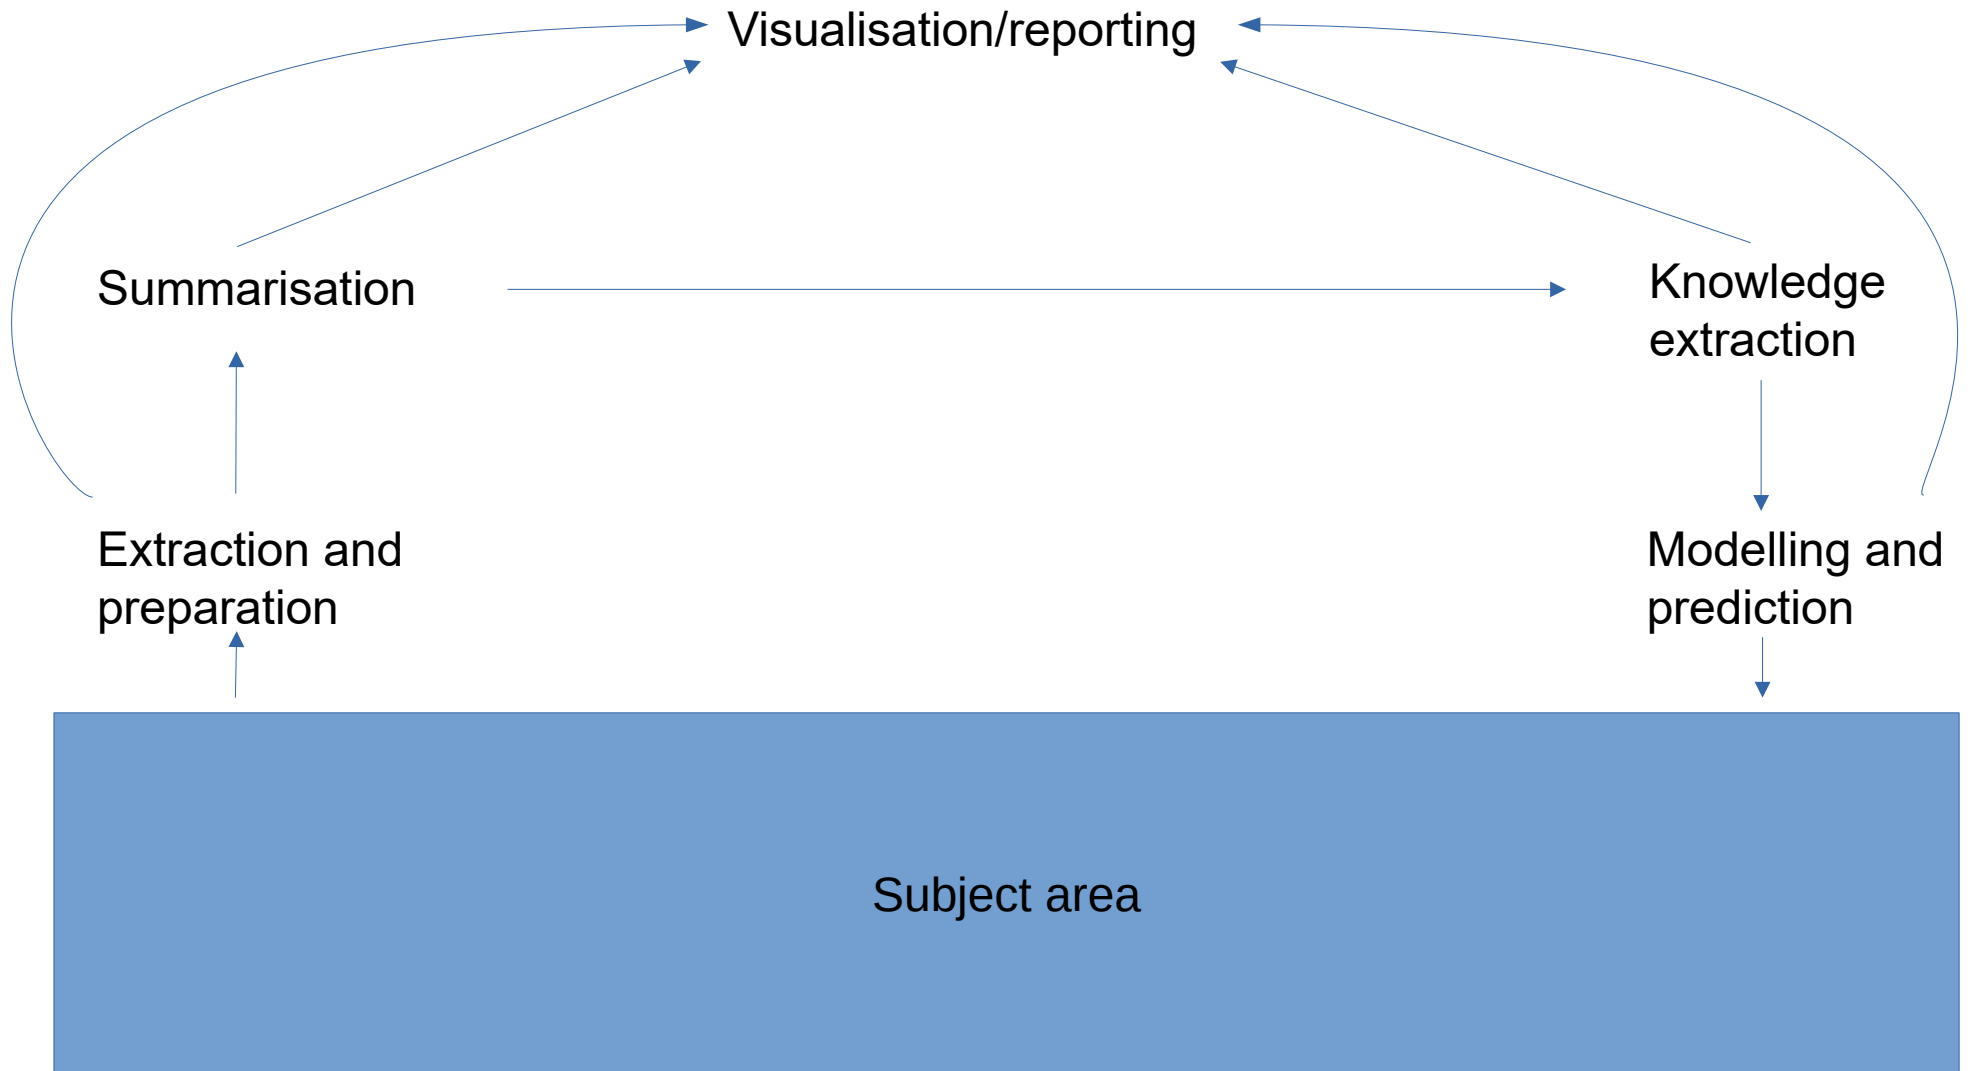 Visualisation/reporting
Summarisation
Knowledge
extraction
Extraction and
preparation
Modelling and
prediction
Subject area